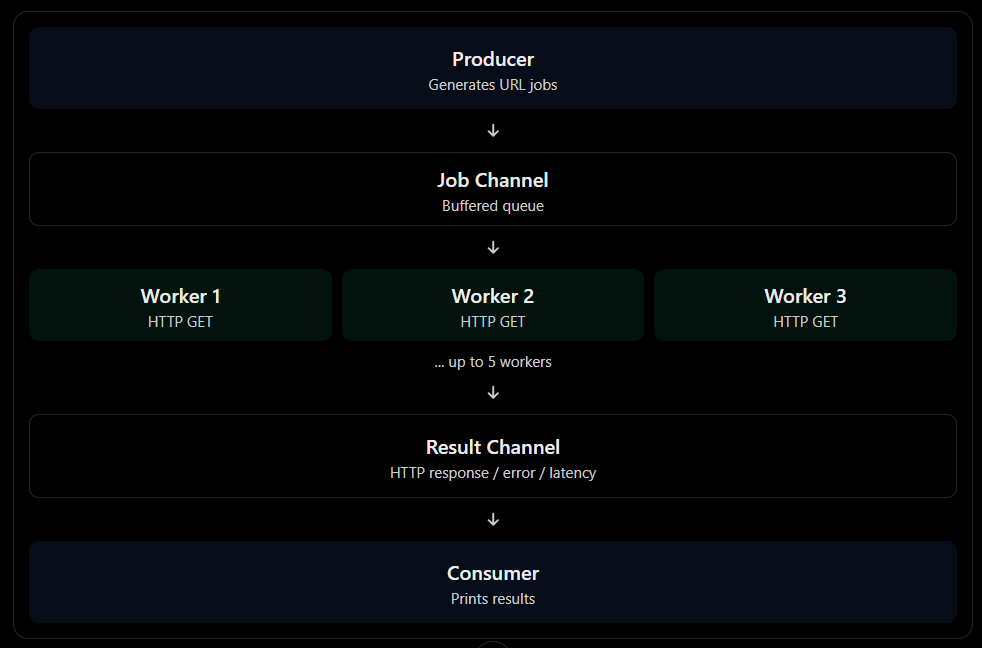 Producer
Generates URL jobs
↓
Job Channel
Buffered queue
↓
Worker 1
HTTP GET
Worker 2
HTTP GET
Worker 3
HTTP GET
... up to 5 workers
↓
Result Channel
HTTP response / error / latency
↓
Consumer
Prints results